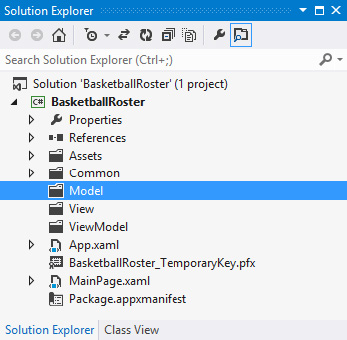 Solution Explorer
Search Solution Explorer (Ctrl+;)
Solution 'BasketballRoster' (1 project)
C# BasketballRoster
Properties
References
Assets
Common
Model
View
ViewModel
App.xaml
BasketballRoster_TemporaryKey.pfx
MainPage.xaml
Package.appxmanifest
Solution Explorer Class View